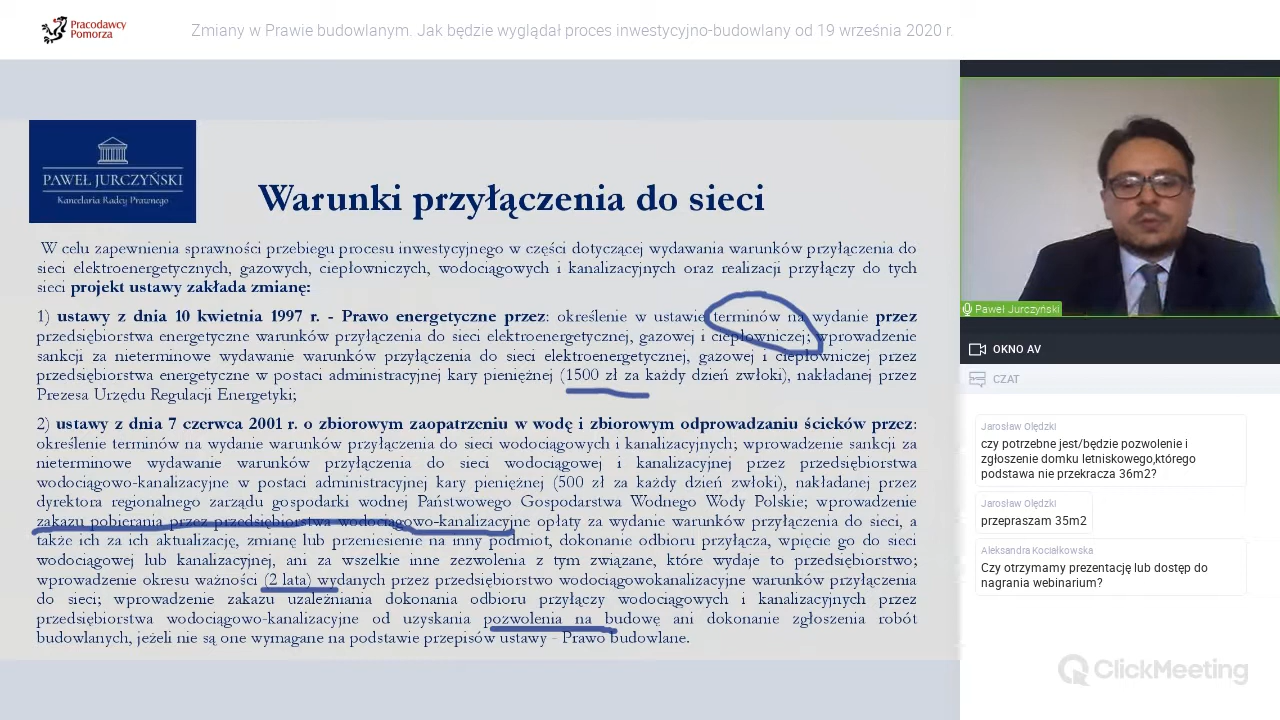 Pracodawcy
Pomorza
Zmiany w Prawie budowlanym. Jak będzie wyglądał proces inwestycyjno-budowlany od 19 września 2020 r.
PAWEŁ JURCZYŃSKI
Kancelaria Radcy Prawnego
Warunki przyłączenia do sieci
W celu zapewnienia sprawności przebiegu procesu inwestycyjnego w części dotyczącej wydawania warunków przyłączenia do
sieci elektroenergetycznych, gazowych, ciepłowniczych, wodociągowych i kanalizacyjnych oraz realizacji przyłączy do tych
sieci projekt ustawy zakłada zmianę:
1) ustawy z dnia 10 kwietnia 1997 r. - Prawo energetyczne przez: określenie w ustawie terminów na wydanie przez
przedsiębiorstwa energetyczne warunków przyłączenia do sieci elektroenergetycznej, gazowej i ciepłowniczej; wprowadzenie
sankcji za nieterminowe wydawanie warunków przyłączenia do sieci elektroenergetycznej, gazowej i ciepłowniczej przez
przedsiębiorstwa energetyczne w postaci administracyjnej kary pieniężnej (1500 zł za każdy dzień zwłoki), nakładanej przez
Prezesa Urzędu Regulacji Energetyki;
2) ustawy z dnia 7 czerwca 2001 r. o zbiorowym zaopatrzeniu w wodę i zbiorowym odprowadzaniu ścieków przez:
określenie terminów na wydanie warunków przyłączenia do sieci wodociągowych i kanalizacyjnych; wprowadzenie sankcji za
nieterminowe wydawanie warunków przyłączenia do sieci wodociągowej i kanalizacyjnej przez przedsiębiorstwa
wodociągowo-kanalizacyjne w postaci administracyjnej kary pieniężnej (500 zł za każdy dzień zwłoki), nakładanej przez
dyrektora regionalnego zarządu gospodarki wodnej Państwowego Gospodarstwa Wodnego Wody Polskie; wprowadzenie
zakazu pobierania przez przedsiębiorstwa wodociągowo-kanalizacyjne opłaty za wydanie warunków przyłączenia do sieci, a
także ich za ich aktualizację, zmianę lub przeniesienie na inny podmiot, dokonanie odbioru przyłącza, wpięcie go do sieci
wodociągowej lub kanalizacyjnej, ani za wszelkie inne zezwolenia z tym związane, które wydaje to przedsiębiorstwo;
wprowadzenie okresu ważności (2 lata) wydanych przez przedsiębiorstwo wodociągowokanalizacyjne warunków przyłączenia
do sieci; wprowadzenie zakazu uzależniania dokonania odbioru przyłączy wodociągowych i kanalizacyjnych przez
przedsiębiorstwa wodociągowo-kanalizacyjne od uzyskania pozwolenia na budowę ani dokonanie zgłoszenia robót
budowlanych, jeżeli nie są one wymagane na podstawie przepisów ustawy - Prawo budowlane.
Paweł Jurczyński
OKNO AV
CZAT
Jarosław Olędzki
czy potrzebne jest/będzie pozwolenie i
zgłoszenie domku letniskowego,którego
podstawa nie przekracza 36m2?
Jarosław Olędzki
przepraszam 35m2
Aleksandra Kociałkowska
Czy otrzymamy prezentację lub dostęp do
nagrania webinarium?
ClickMeeting